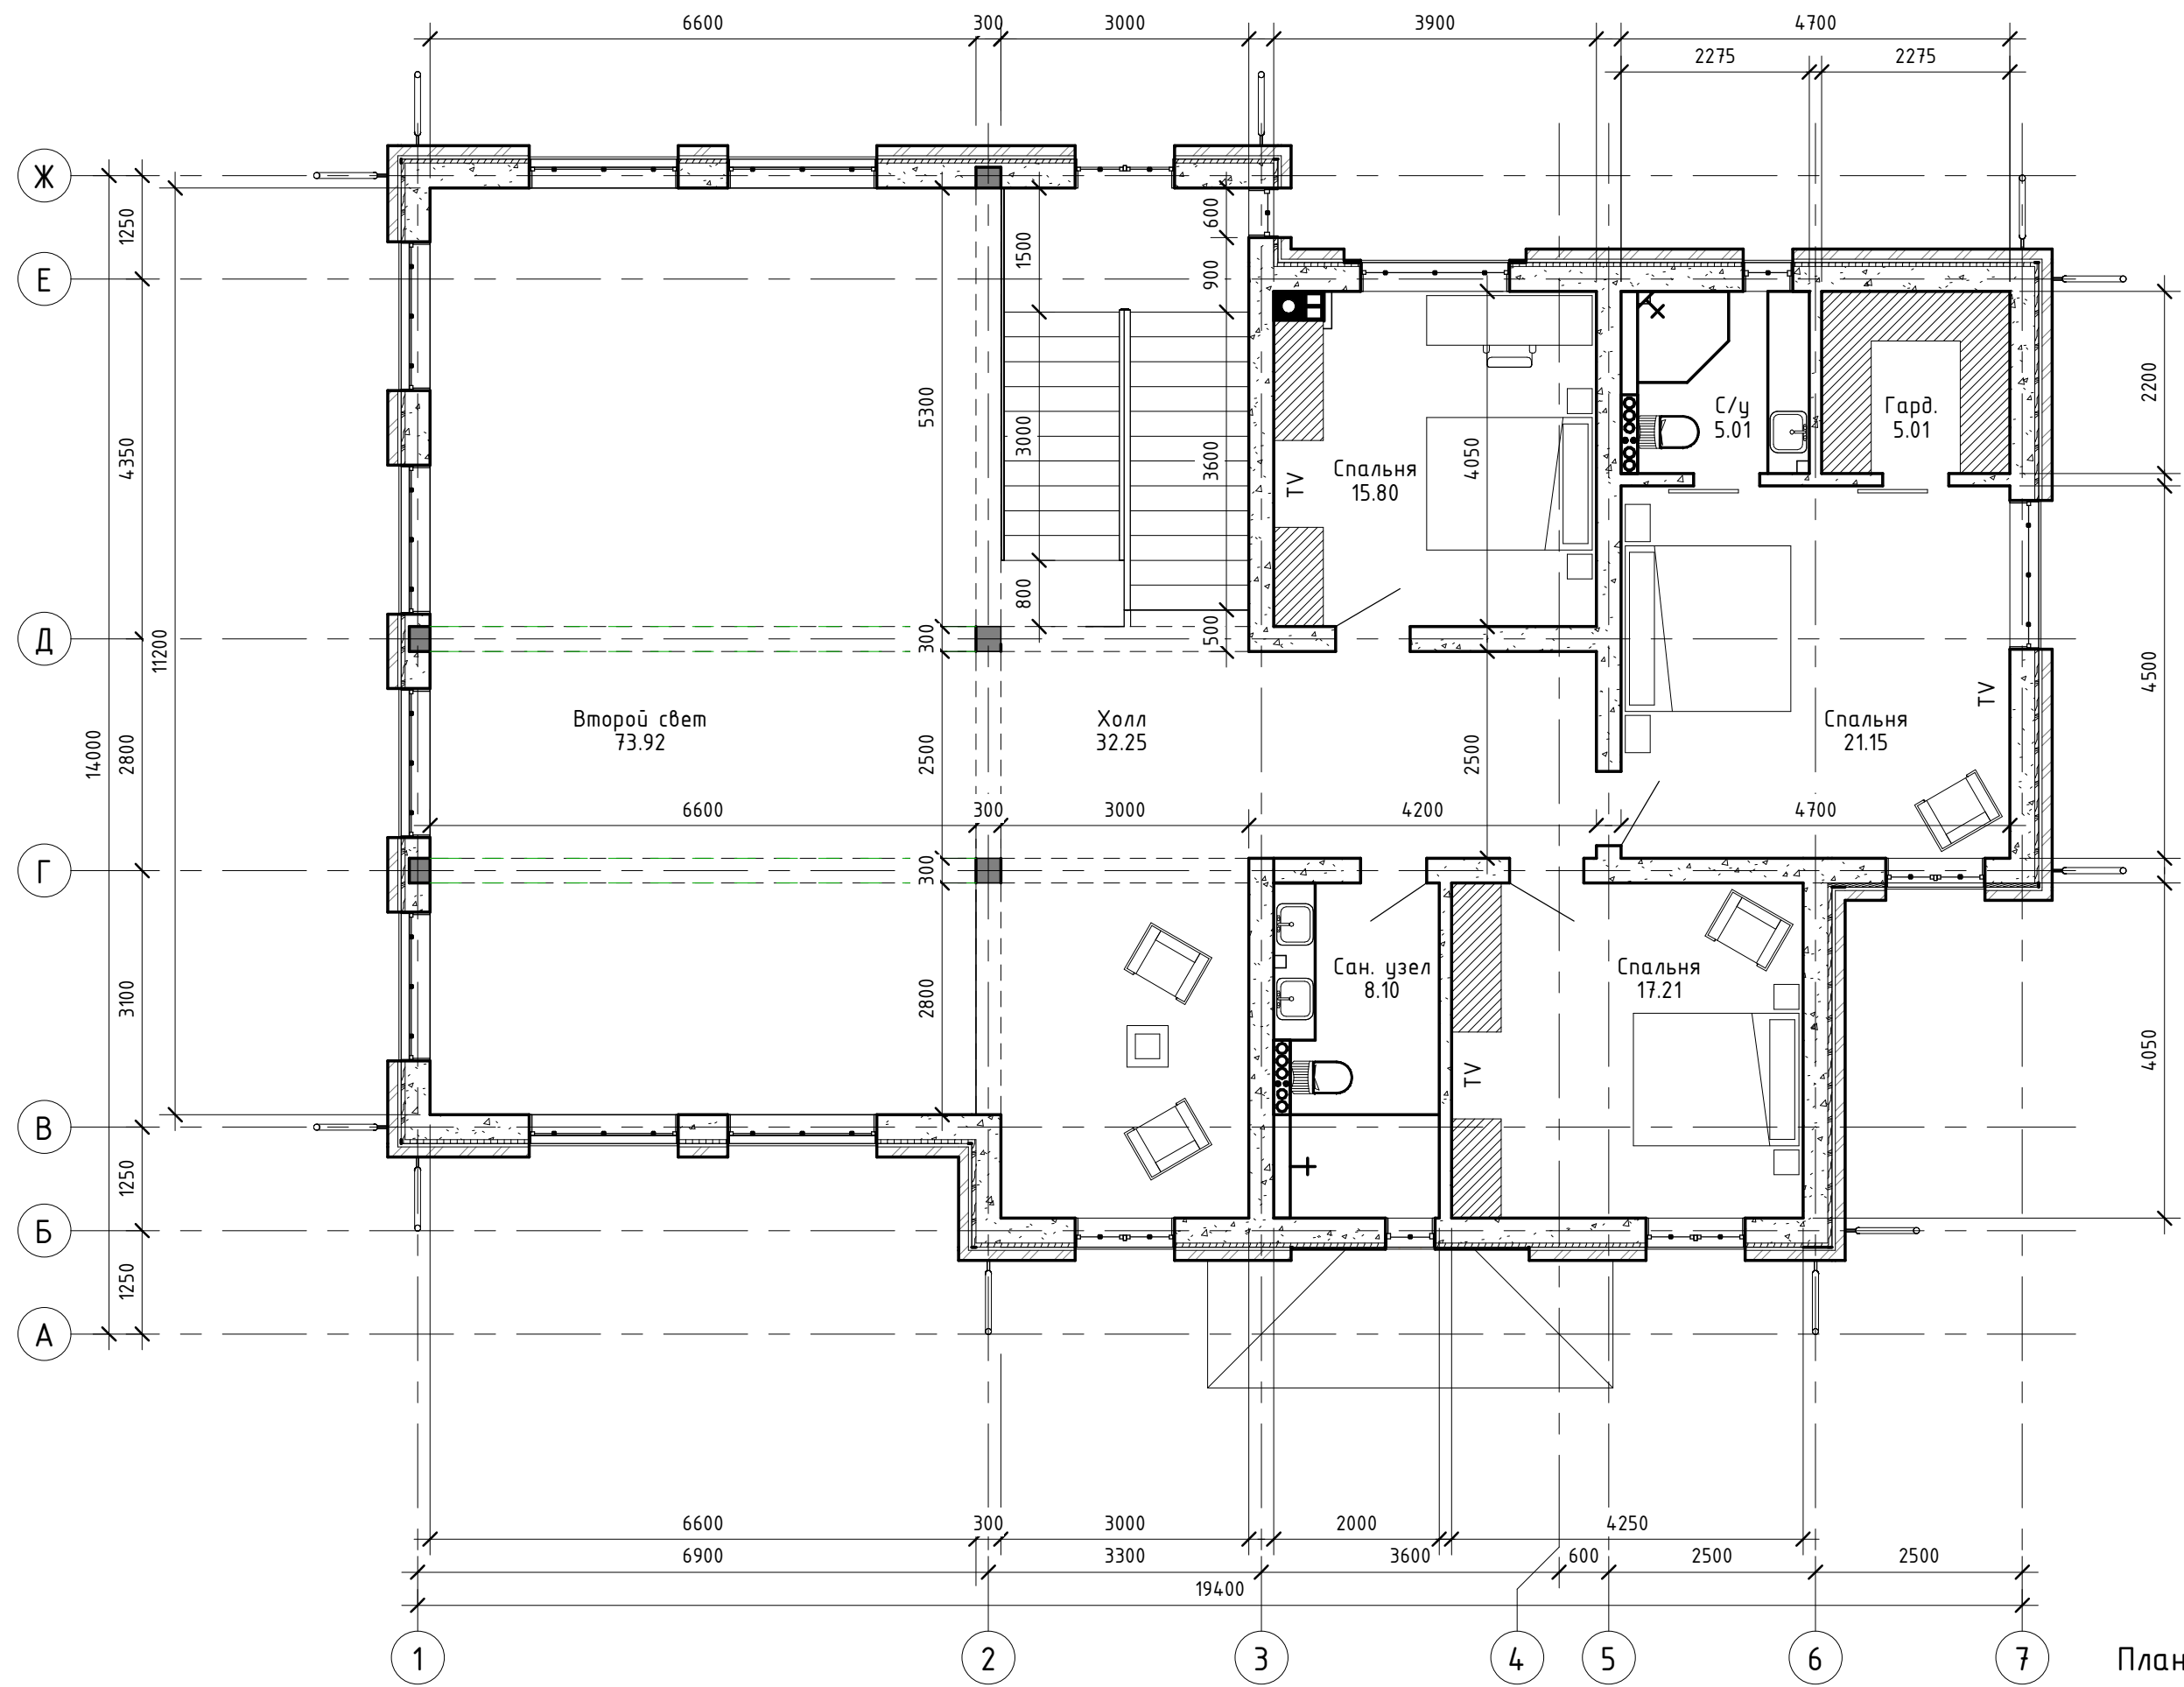 6600 300 3000 3900 4700
2275 2275
Ж
1250
600
1500
Е
900
2200
5300
4350
3000
3600
4050
С/у
5.01
Гард.
5.01
Спальня
15.80
TV
800
Д
11200
300
500
4500
TV
14000
2800
Второй свет
73.92
Холл
32.25
2500
2500
Спальня
21.15
6600 300 3000 4200 4700
Г
300
3100
2800
Сан. узел
8.10
Спальня
17.21
TV
4050
В
1250
Б
1250
А
6600 300 3000 2000 4250
6900 3300 3600 600 2500 2500
19400
1 2 3 4 5 6 7
План